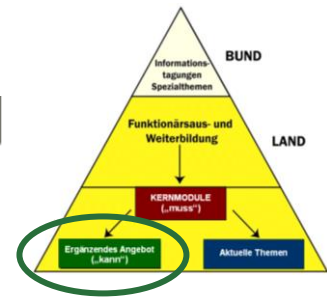 Informations-
tagungen
Spezialthemen
BUND
Funktionärsaus- und
Weiterbildung
LAND
KERNMODULE
(„muss“)
Ergänzendes Angebot
(„kann“)
Aktuelle Themen